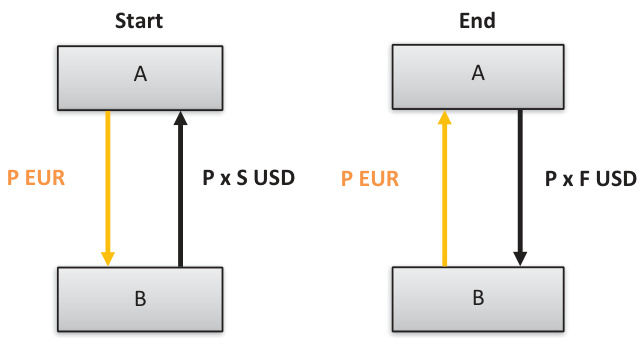 Start
A
P EUR
P x S USD
B
End
A
P EUR
P x F USD
B